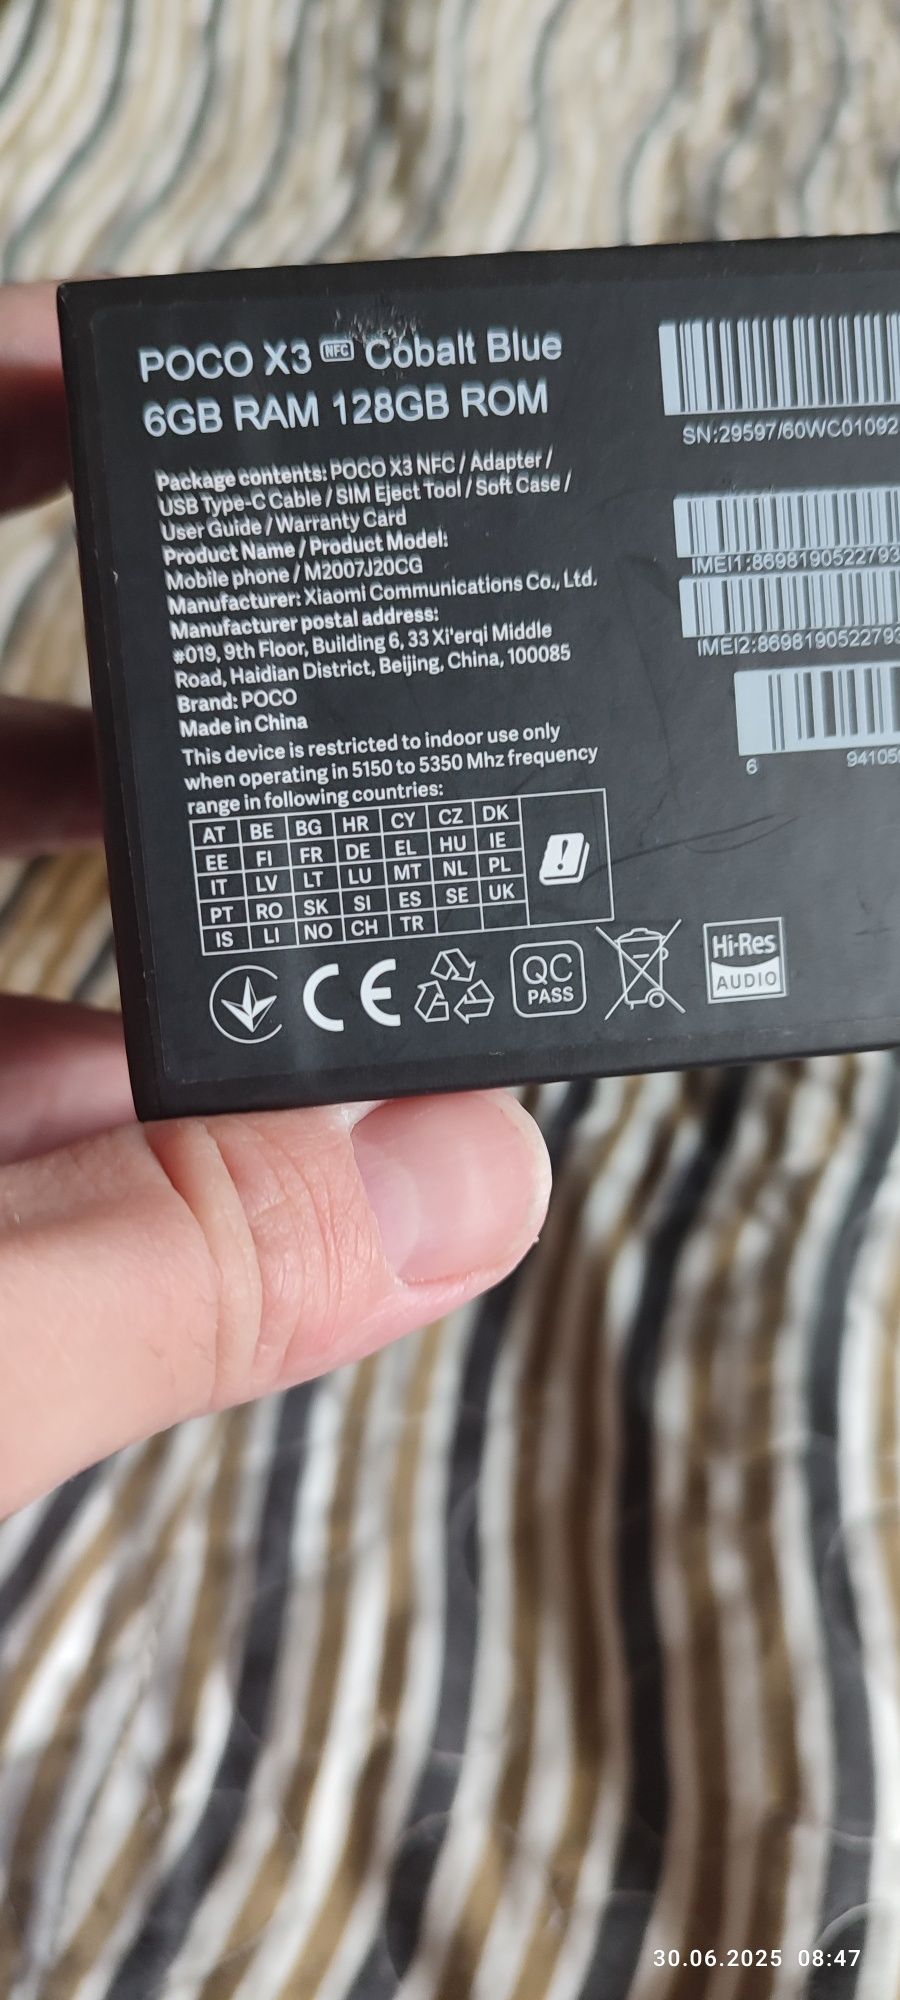 POCO X3 NFC Cobalt Blue
6GB RAM 128GB ROM
Package contents: POCO X3 NFC / Adapter /
USB Type-C Cable / SIM Eject Tool / Soft Case /
User Guide / Warranty Card
Product Name / Product Model:
Mobile phone / M2007J20CG
Manufacturer: Xiaomi Communications Co., Ltd.
Manufacturer postal address:
#019, 9th Floor, Building 6, 33 Xi'erqi Middle
Road, Haidian District, Beijing, China, 100085
Brand: POCO
Made in China
This device is restricted to indoor use only
when operating in 5150 to 5350 Mhz frequency
range in following countries:
AT BE BG HR CY CZ DK
EE FI FR DE EL HU IE
IT LV LT LU MT NL PL
PT RO SK SI ES SE UK
IS LI NO CH TR
CE
QC
PASS
Hi-Res
AUDIO
SN:29597/60WC01092
IMEI1:8698190522793
IMEI2:8698190522793
6 94105
30.06.2025 08:47